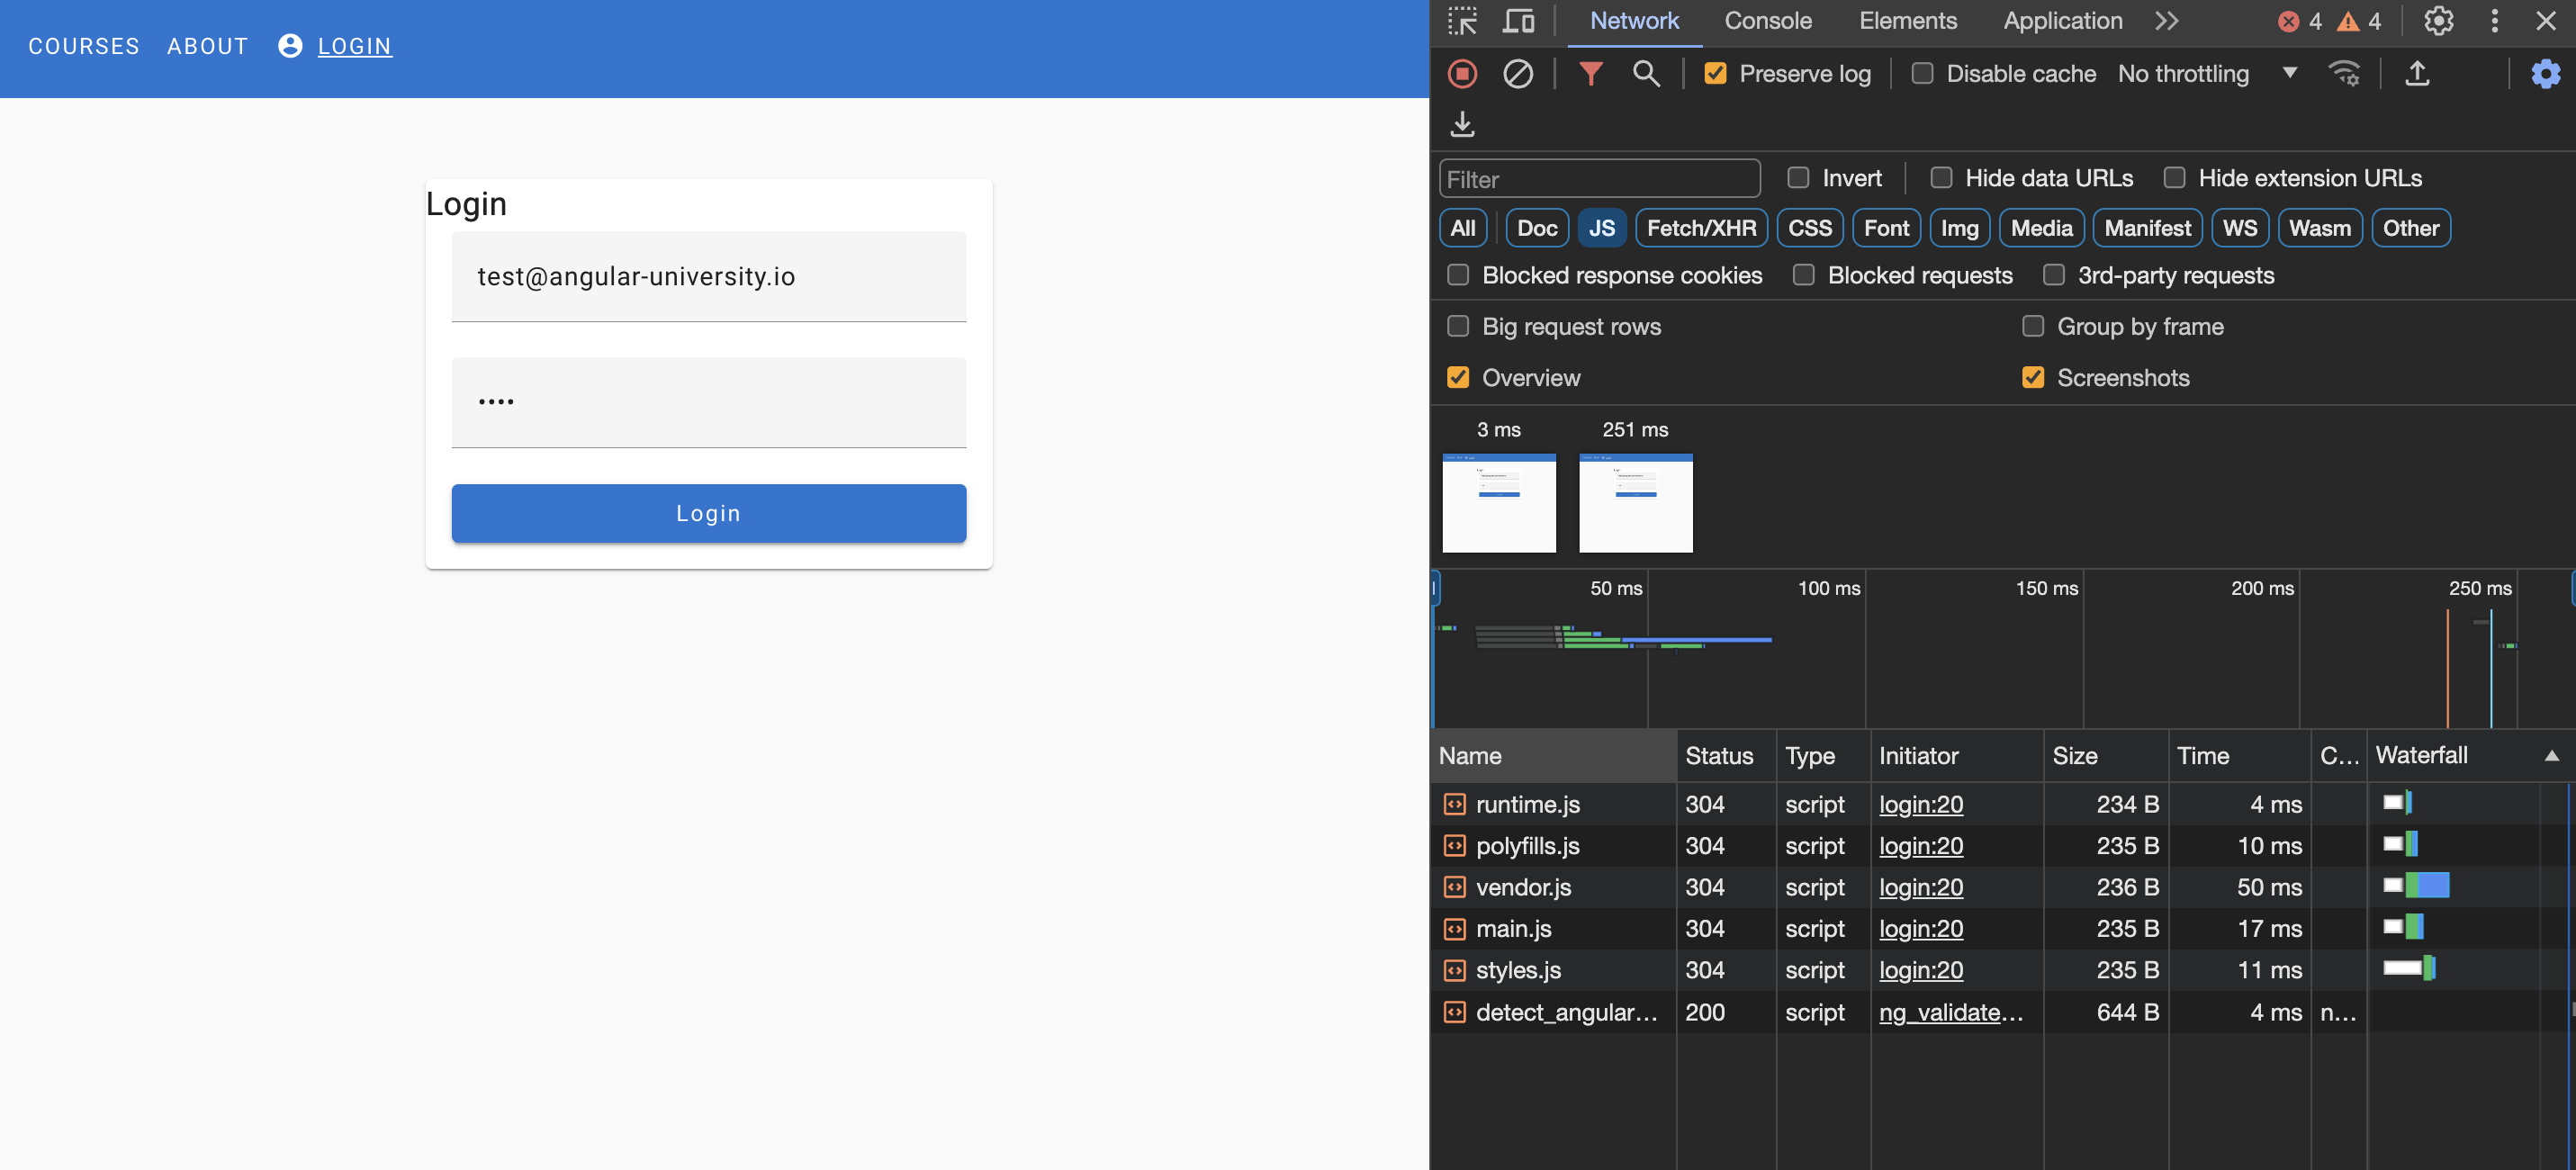 COURSES ABOUT LOGIN
Login
test@angular-university.io
••••
Login
Network Console Elements Application 4 4
Preserve log Disable cache No throttling
Filter Invert Hide data URLs Hide extension URLs
All Doc JS Fetch/XHR CSS Font Img Media Manifest WS Wasm Other
Blocked response cookies Blocked requests 3rd-party requests
Big request rows Group by frame
Overview Screenshots
3 ms 251 ms
50 ms 100 ms 150 ms 200 ms 250 ms
Name Status Type Initiator Size Time C... Waterfall
runtime.js 304 script login:20 234 B 4 ms
polyfills.js 304 script login:20 235 B 10 ms
vendor.js 304 script login:20 236 B 50 ms
main.js 304 script login:20 235 B 17 ms
styles.js 304 script login:20 235 B 11 ms
detect_angular... 200 script ng_validate... 644 B 4 ms n...